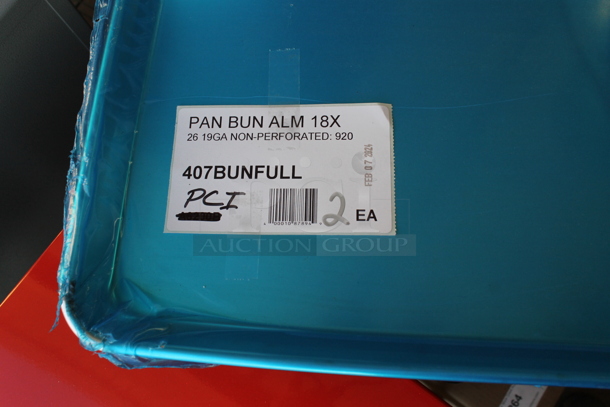 PAN BUN ALM 18X
26 19GA NON-PERFORATED: 920
407BUNFULL
FEB 07 2024
PCI
2 EA
AUCTION GROUP